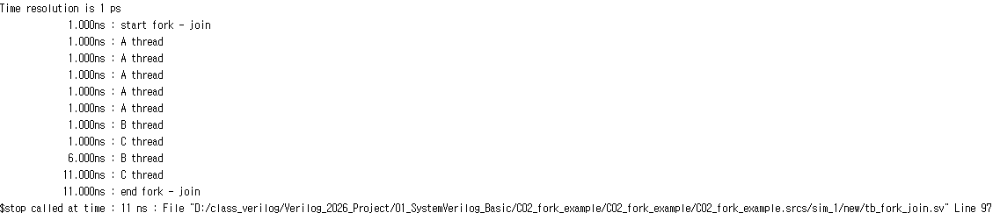 Time resolution is 1 ps
1.000ns : start fork - join
1.000ns : A thread
1.000ns : A thread
1.000ns : A thread
1.000ns : A thread
1.000ns : A thread
1.000ns : B thread
1.000ns : C thread
6.000ns : B thread
11.000ns : C thread
11.000ns : end fork - join
$stop called at time : 11 ns : File "D:/class_verilog/Verilog_2026_Project/01_SystemVerilog_Basic/C02_fork_example/C02_fork_example/C02_fork_example.srcs/sim_1/new/tb_fork_join.sv" Line 97